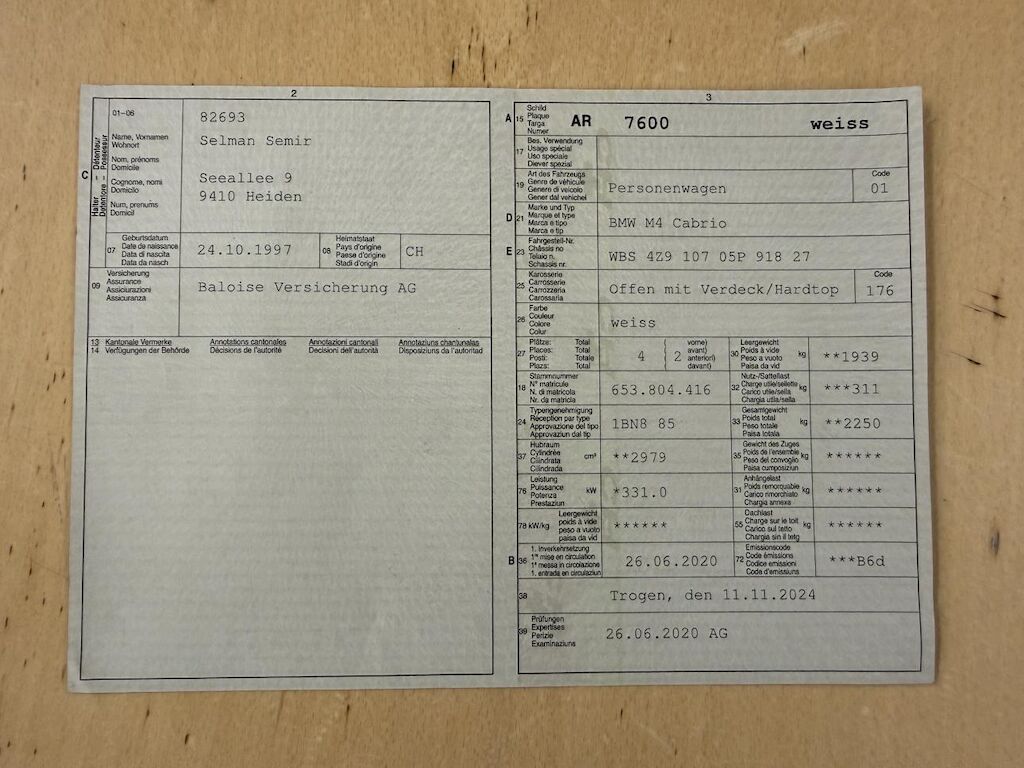 2
01–06
82693
C
Halter – Détenteur
Detentore – Possessur
Name, Vornamen
Wohnort
Selman Semir
Nom, prénoms
Domicile
Seeallee 9
Cognome, nomi
Domicilio
9410 Heiden
Num, prenums
Domicil
07
Geburtsdatum
Date de naissance
Data di nascita
Data da nasch
24.10.1997
08
Heimatstaat
Pays d'origine
Paese d'origine
Stadi d'origin
CH
09
Versicherung
Assurance
Assicurazioni
Assicuranza
Baloise Versicherung AG
13 Kantonale Vermerke Annotations cantonales Annotazioni cantonali Annotaziuns chantunalas
14 Verfügungen der Behörde Décisions de l'autorité Decisioni dell'autorità Disposiziuns da l'autoritad
3
A 15
Schild
Plaque
Targa
Numer
AR 7600 weiss
17
Bes. Verwendung
Usage spécial
Uso speciale
Diever spezial
19
Art des Fahrzeugs
Genre de véhicule
Genere di veicolo
Gener dal vehichel
Personenwagen
Code
01
D 21
Marke und Typ
Marque et type
Marca e tipo
Marca e tip
BMW M4 Cabrio
E 23
Fahrgestell-Nr.
Châssis no
Telaio n.
Schassis nr.
WBS 4Z9 107 05P 918 27
25
Karosserie
Carrosserie
Carrozzeria
Carossaria
Offen mit Verdeck/Hardtop
Code
176
26
Farbe
Couleur
Colore
Colur
weiss
27
Plätze: Total
Places: Total
Posti: Totale
Plazs: Total
4
( vorne)
( avant)
( anteriori)
( davant)
2
30
Leergewicht
Poids à vide
Peso a vuoto
Paisa da vid
kg
**1939
18
Stammnummer
N° matricule
N. di matricola
Nr. da matricla
653.804.416
32
Nutz-/Sattellast
Charge utile/sellette
Carico utile/sella
Chargia utila/sella
kg
***311
24
Typengenehmigung
Réception par type
Approvazione del tipo
Approvaziun dal tip
1BN8 85
33
Gesamtgewicht
Poids total
Peso totale
Paisa totala
kg
**2250
37
Hubraum
Cylindrée
Cilindrata
Cilindrada
cm³
**2979
35
Gewicht des Zuges
Poids de l'ensemble
Peso del convoglio
Paisa cumposiziun
kg
******
76
Leistung
Puissance
Potenza
Prestaziun
kW
*331.0
31
Anhängelast
Poids remorquable
Carico rimorchiato
Chargia annexa
kg
******
78 kW/kg
Leergewicht
poids à vide
peso a vuoto
paisa da vid
******
55
Dachlast
Charge sur le toit
Carico sul tetto
Chargia sin il tetg
kg
******
B 36
1. Inverkehrsetzung
1re mise en circulation
1a messa in circolazione
1. entrada en circulaziun
26.06.2020
72
Emissionscode
Code émissions
Codice emissioni
Code d'emissiuns
***B6d
38
Trogen, den 11.11.2024
39
Prüfungen
Expertises
Perizie
Examinaziuns
26.06.2020 AG